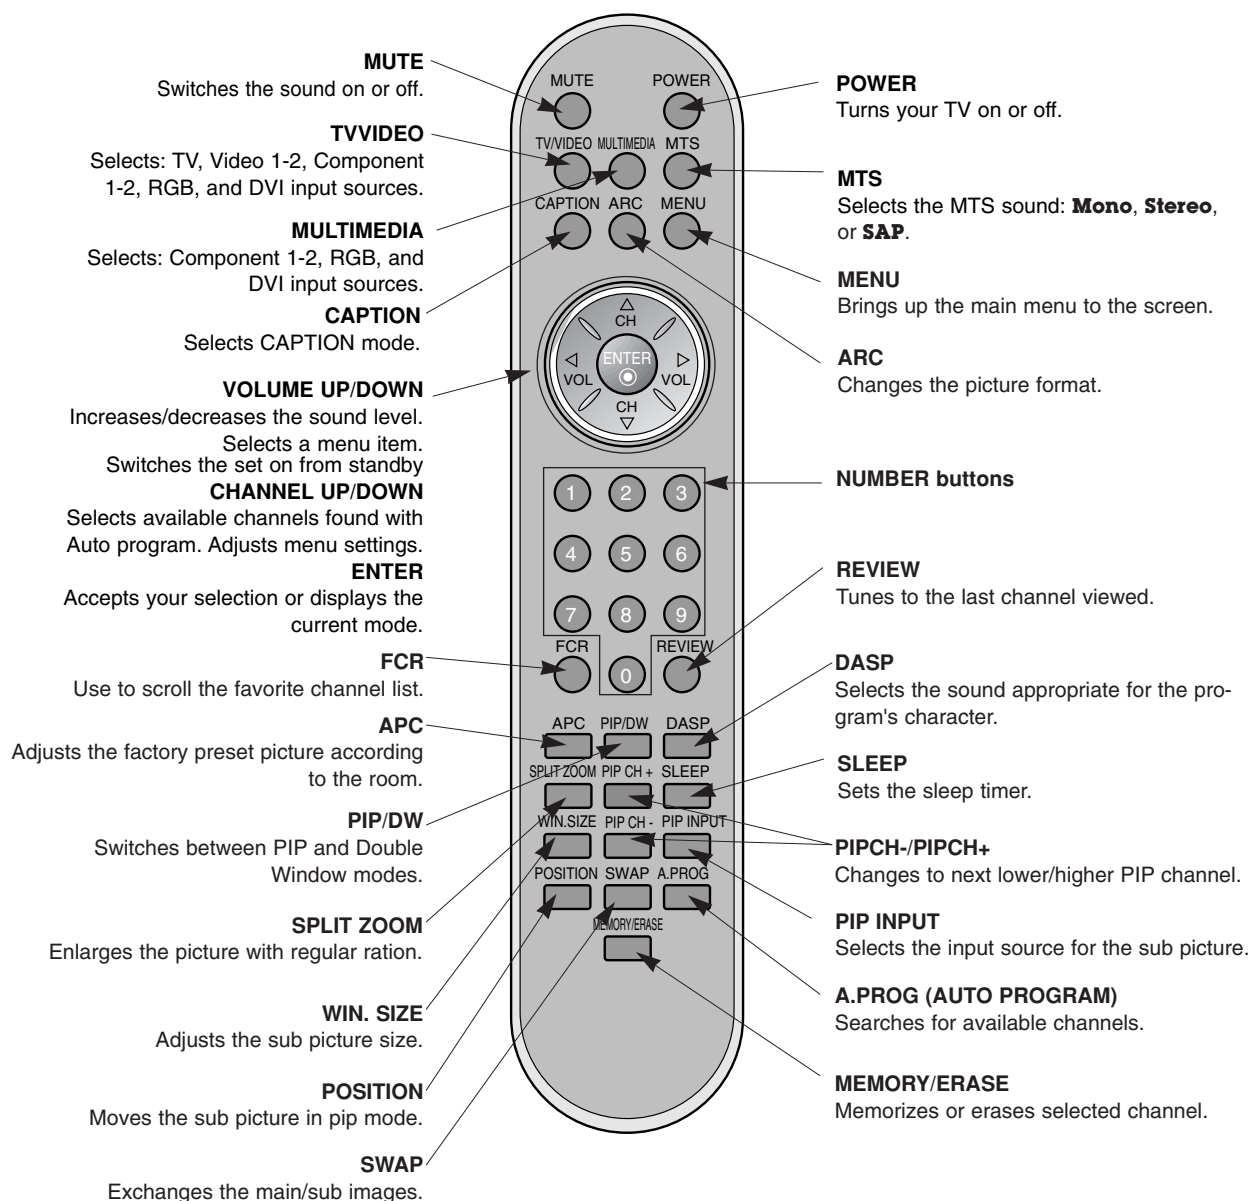 MUTE
Switches the sound on or off.
TVVIDEO
Selects: TV, Video 1-2, Component
1-2, RGB, and DVI input sources.
MULTIMEDIA
Selects: Component 1-2, RGB, and
DVI input sources.
CAPTION
Selects CAPTION mode.
VOLUME UP/DOWN
Increases/decreases the sound level.
Selects a menu item.
Switches the set on from standby
CHANNEL UP/DOWN
Selects available channels found with
Auto program. Adjusts menu settings.
ENTER
Accepts your selection or displays the
current mode.
FCR
Use to scroll the favorite channel list.
APC
Adjusts the factory preset picture according
to the room.
PIP/DW
Switches between PIP and Double
Window modes.
SPLIT ZOOM
Enlarges the picture with regular ration.
WIN. SIZE
Adjusts the sub picture size.
POSITION
Moves the sub picture in pip mode.
SWAP
Exchanges the main/sub images.
MUTE POWER
TV/VIDEO MULTIMEDIA MTS
CAPTION ARC MENU
CH
VOL ENTER VOL
CH
1 2 3
4 5 6
7 8 9
FCR 0 REVIEW
APC PIP/DW DASP
SPLIT ZOOM PIP CH + SLEEP
WIN.SIZE PIP CH - PIP INPUT
POSITION SWAP A.PROG
MEMORY/ERASE
POWER
Turns your TV on or off.
MTS
Selects the MTS sound: Mono, Stereo,
or SAP.
MENU
Brings up the main menu to the screen.
ARC
Changes the picture format.
NUMBER buttons
REVIEW
Tunes to the last channel viewed.
DASP
Selects the sound appropriate for the pro-
gram's character.
SLEEP
Sets the sleep timer.
PIPCH-/PIPCH+
Changes to next lower/higher PIP channel.
PIP INPUT
Selects the input source for the sub picture.
A.PROG (AUTO PROGRAM)
Searches for available channels.
MEMORY/ERASE
Memorizes or erases selected channel.